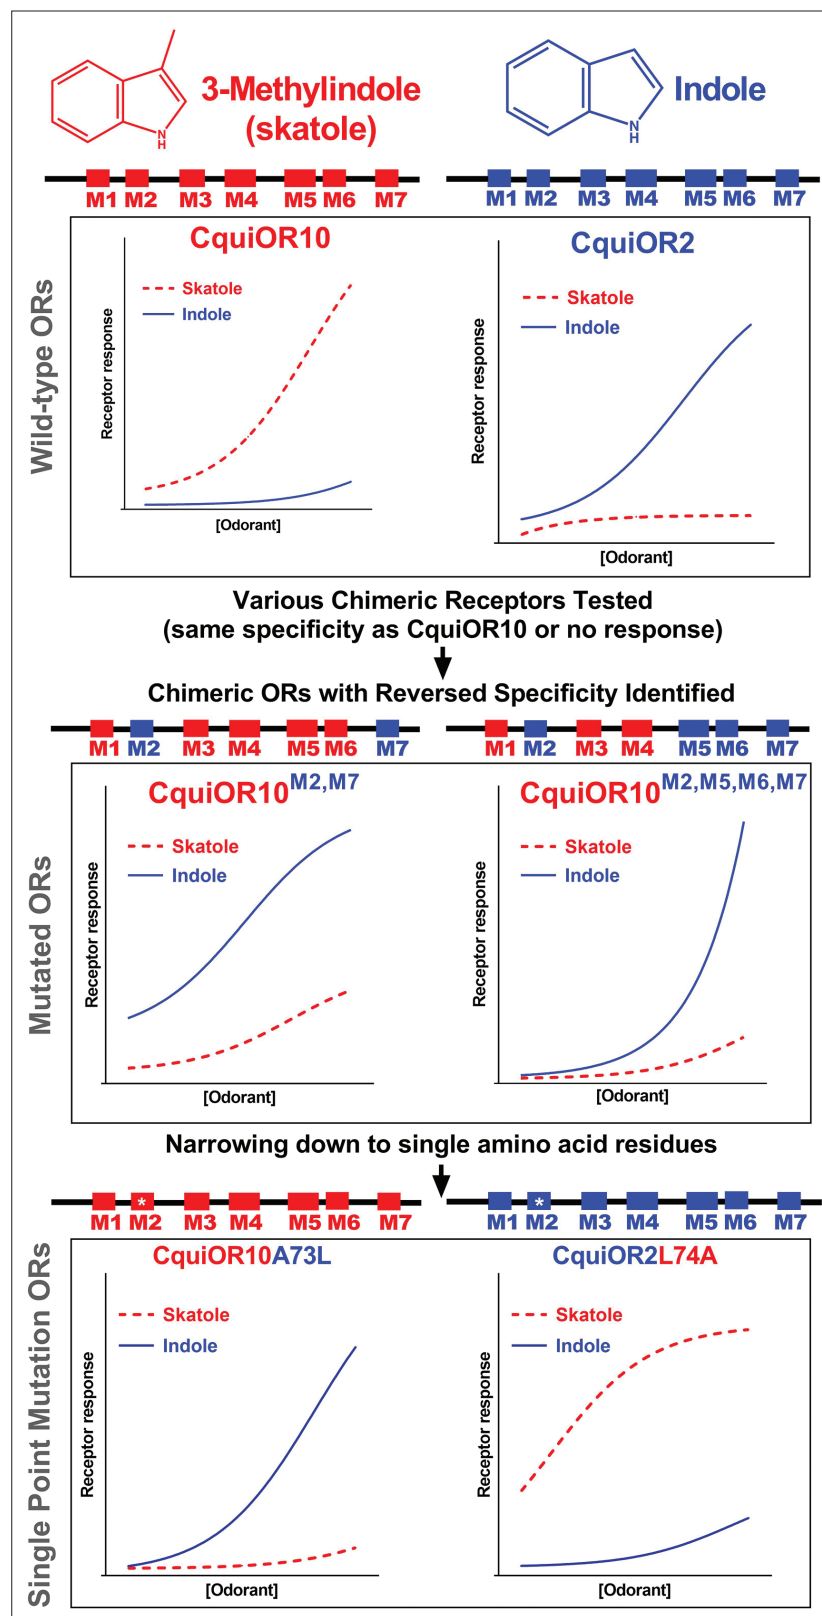 3-Methylindole
(skatole)
N
H
Indole
N
H
M1 M2 M3 M4 M5 M6 M7
M1 M2 M3 M4 M5 M6 M7
Wild-type ORs
CquiOR10
Skatole
Indole
Receptor response
[Odorant]
CquiOR2
Skatole
Indole
Receptor response
[Odorant]
Various Chimeric Receptors Tested
(same specificity as CquiOR10 or no response)
Chimeric ORs with Reversed Specificity Identified
M1 M2 M3 M4 M5 M6 M7
M1 M2 M3 M4 M5 M6 M7
Mutated ORs
CquiOR10M2,M7
Skatole
Indole
Receptor response
[Odorant]
CquiOR10M2,M5,M6,M7
Skatole
Indole
Receptor response
[Odorant]
Narrowing down to single amino acid residues
*
M1 M2 M3 M4 M5 M6 M7
*
M1 M2 M3 M4 M5 M6 M7
Single Point Mutation ORs
CquiOR10A73L
Skatole
Indole
Receptor response
[Odorant]
CquiOR2L74A
Skatole
Indole
Receptor response
[Odorant]